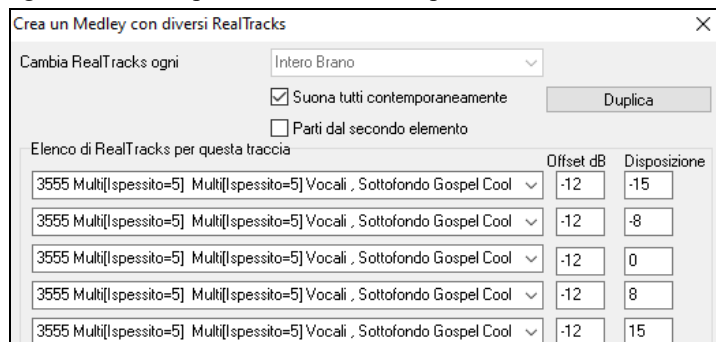 Crea un Medley con diversi RealTracks
Cambia RealTracks ogni Intero Brano
Suona tutti contemporaneamente Duplica
Parti dal secondo elemento
Elenco di RealTracks per questa traccia Offset dB Disposizione
3555 Multi[Ispessito=5] Multi[Ispessito=5] Vocali , Sottofondo Gospel Cool -12 -15
3555 Multi[Ispessito=5] Multi[Ispessito=5] Vocali , Sottofondo Gospel Cool -12 -8
3555 Multi[Ispessito=5] Multi[Ispessito=5] Vocali , Sottofondo Gospel Cool -12 0
3555 Multi[Ispessito=5] Multi[Ispessito=5] Vocali , Sottofondo Gospel Cool -12 8
3555 Multi[Ispessito=5] Multi[Ispessito=5] Vocali , Sottofondo Gospel Cool -12 15